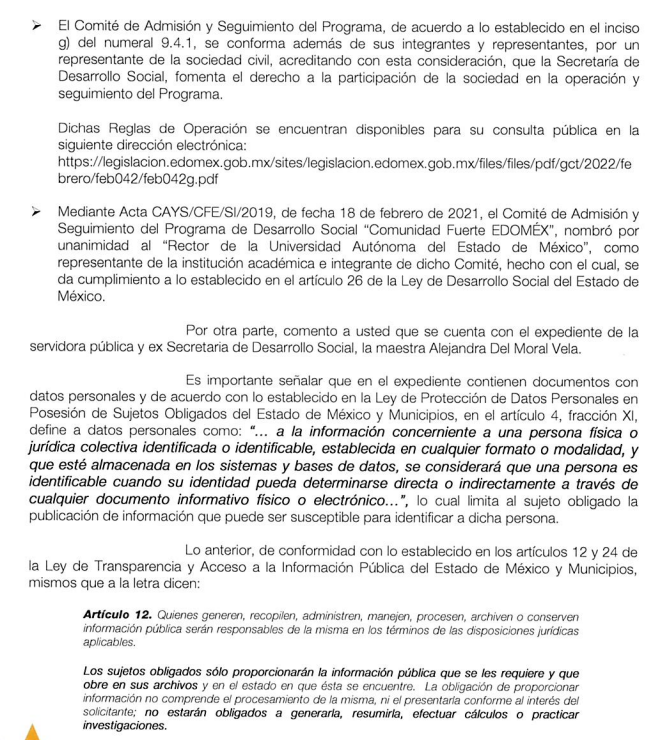 ➤ El Comité de Admisión y Seguimiento del Programa, de acuerdo a lo establecido en el inciso
g) del numeral 9.4.1, se conforma además de sus integrantes y representantes, por un
representante de la sociedad civil, acreditando con esta consideración, que la Secretaría de
Desarrollo Social, fomenta el derecho a la participación de la sociedad en la operación y
seguimiento del Programa.
Dichas Reglas de Operación se encuentran disponibles para su consulta pública en la
siguiente dirección electrónica:
https://legislacion.edomex.gob.mx/sites/legislacion.edomex.gob.mx/files/files/pdf/gct/2022/fe
brero/feb042/feb042g.pdf
➤ Mediante Acta CAYS/CFE/SI/2019, de fecha 18 de febrero de 2021, el Comité de Admisión y
Seguimiento del Programa de Desarrollo Social “Comunidad Fuerte EDOMÉX”, nombró por
unanimidad al “Rector de la Universidad Autónoma del Estado de México”, como
representante de la institución académica e integrante de dicho Comité, hecho con el cual, se
da cumplimiento a lo establecido en el artículo 26 de la Ley de Desarrollo Social del Estado de
México.
Por otra parte, comento a usted que se cuenta con el expediente de la
servidora pública y ex Secretaria de Desarrollo Social, la maestra Alejandra Del Moral Vela.
Es importante señalar que en el expediente contienen documentos con
datos personales y de acuerdo con lo establecido en la Ley de Protección de Datos Personales en
Posesión de Sujetos Obligados del Estado de México y Municipios, en el artículo 4, fracción XI,
define a datos personales como: “... a la información concerniente a una persona física o
jurídica colectiva identificada o identificable, establecida en cualquier formato o modalidad, y
que esté almacenada en los sistemas y bases de datos, se considerará que una persona es
identificable cuando su identidad pueda determinarse directa o indirectamente a través de
cualquier documento informativo físico o electrónico...”, lo cual limita al sujeto obligado la
publicación de información que puede ser susceptible para identificar a dicha persona.
Lo anterior, de conformidad con lo establecido en los artículos 12 y 24 de
la Ley de Transparencia y Acceso a la Información Pública del Estado de México y Municipios,
mismos que a la letra dicen:
Artículo 12. Quienes generen, recopilen, administren, manejen, procesen, archiven o conserven
información pública serán responsables de la misma en los términos de las disposiciones jurídicas
aplicables.
Los sujetos obligados sólo proporcionarán la información pública que se les requiere y que
obre en sus archivos y en el estado en que ésta se encuentre. La obligación de proporcionar
información no comprende el procesamiento de la misma, ni el presentarla conforme al interés del
solicitante; no estarán obligados a generarla, resumirla, efectuar cálculos o practicar
investigaciones.